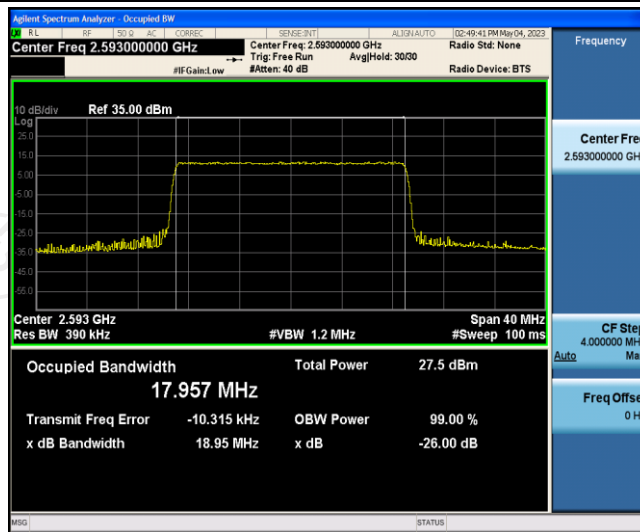 Agilent Spectrum Analyzer - Occupied BW
RL RF 50 Ω AC CORREC SENSE:INT ALIGNAUTO 02:49:41 PM May 04, 2023
Center Freq 2.593000000 GHz
Center Freq: 2.593000000 GHz
Radio Std: None
Trig: Free Run Avg|Hold: 30/30
#IFGain:Low #Atten: 40 dB Radio Device: BTS
Frequency
10 dB/div Ref 35.00 dBm
Log
25.0
15.0
5.00
-5.00
-15.0
-25.0
-35.0
-45.0
-55.0
Center 2.593 GHz Span 40 MHz
Res BW 390 kHz #VBW 1.2 MHz #Sweep 100 ms
Occupied Bandwidth Total Power 27.5 dBm
17.957 MHz
Transmit Freq Error -10.315 kHz OBW Power 99.00 %
x dB Bandwidth 18.95 MHz x dB -26.00 dB
Center Fre
2.593000000 GH
CF Ste
4.000000 MH
Auto Ma
Freq Offse
0 H
MSG STATUS